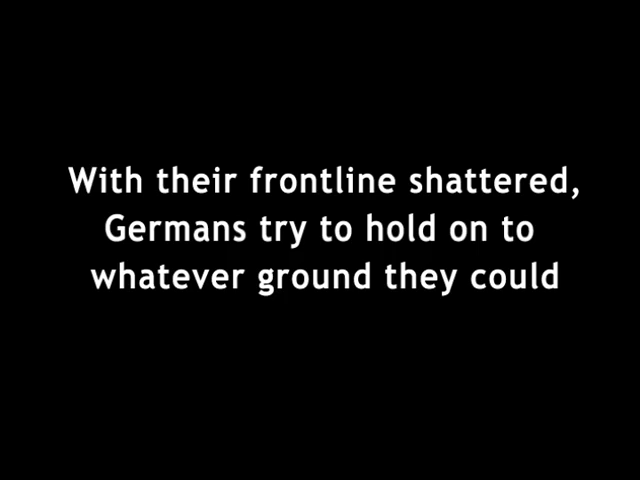 With their frontline shattered,
Germans try to hold on to
whatever ground they could